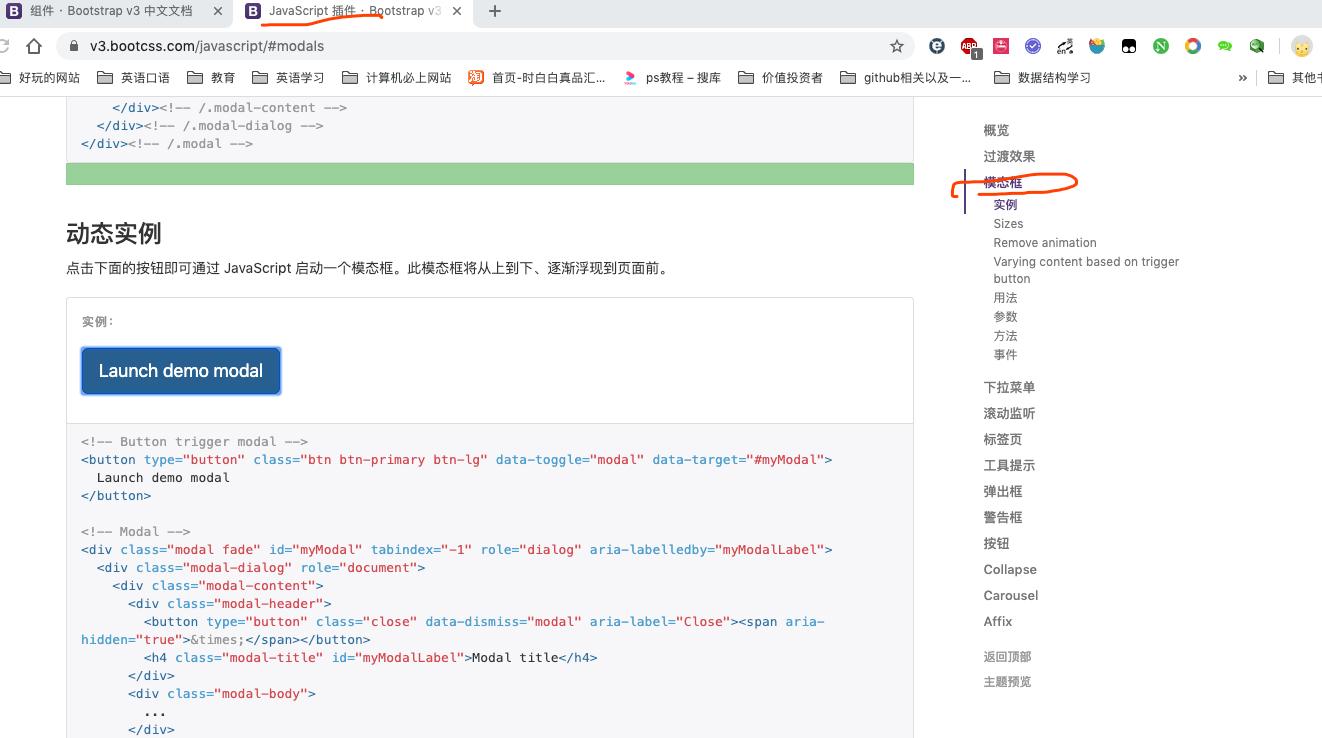 组件 · Bootstrap v3 中文文档
JavaScript 插件 · Bootstrap v3
v3.bootcss.com/javascript/#modals
ABP
1
好玩的网站
英语口语
教育
英语学习
计算机必上网站
淘
首页-时白白真品汇...
ps教程 – 搜库
价值投资者
github相关以及一...
数据结构学习
»
</div><!-- /.modal-content -->
</div><!-- /.modal-dialog -->
</div><!-- /.modal -->
动态实例
点击下面的按钮即可通过 JavaScript 启动一个模态框。此模态框将从上到下、逐渐浮现到页面前。
实例：
Launch demo modal
<!-- Button trigger modal -->
<button type="button" class="btn btn-primary btn-lg" data-toggle="modal" data-target="#myModal">
Launch demo modal
</button>
<!-- Modal -->
<div class="modal fade" id="myModal" tabindex="-1" role="dialog" aria-labelledby="myModalLabel">
<div class="modal-dialog" role="document">
<div class="modal-content">
<div class="modal-header">
<button type="button" class="close" data-dismiss="modal" aria-label="Close"><span aria-
hidden="true">&times;</span></button>
<h4 class="modal-title" id="myModalLabel">Modal title</h4>
</div>
<div class="modal-body">
...
</div>
概览
过渡效果
模态框
实例
Sizes
Remove animation
Varying content based on trigger
button
用法
参数
方法
事件
下拉菜单
滚动监听
标签页
工具提示
弹出框
警告框
按钮
Collapse
Carousel
Affix
返回顶部
主题预览